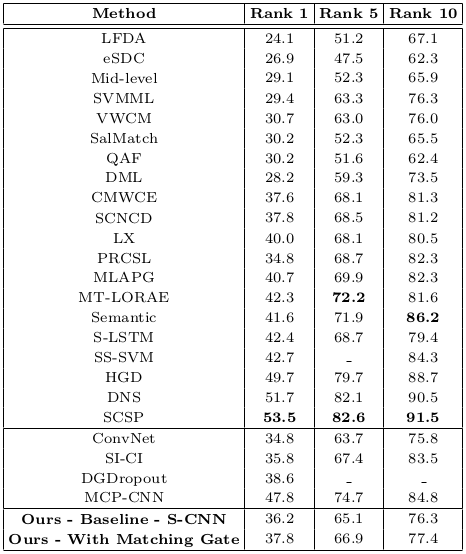 Method Rank 1 Rank 5 Rank 10
LFDA 24.1 51.2 67.1
eSDC 26.9 47.5 62.3
Mid-level 29.1 52.3 65.9
SVMML 29.4 63.3 76.3
VWCM 30.7 63.0 76.0
SalMatch 30.2 52.3 65.5
QAF 30.2 51.6 62.4
DML 28.2 59.3 73.5
CMWCE 37.6 68.1 81.3
SCNCD 37.8 68.5 81.2
LX 40.0 68.1 80.5
PRCSL 34.8 68.7 82.3
MLAPG 40.7 69.9 82.3
MT-LORAE 42.3 72.2 81.6
Semantic 41.6 71.9 86.2
S-LSTM 42.4 68.7 79.4
SS-SVM 42.7 - 84.3
HGD 49.7 79.7 88.7
DNS 51.7 82.1 90.5
SCSP 53.5 82.6 91.5
ConvNet 34.8 63.7 75.8
SI-CI 35.8 67.4 83.5
DGDropout 38.6 - -
MCP-CNN 47.8 74.7 84.8
Ours - Baseline - S-CNN 36.2 65.1 76.3
Ours - With Matching Gate 37.8 66.9 77.4